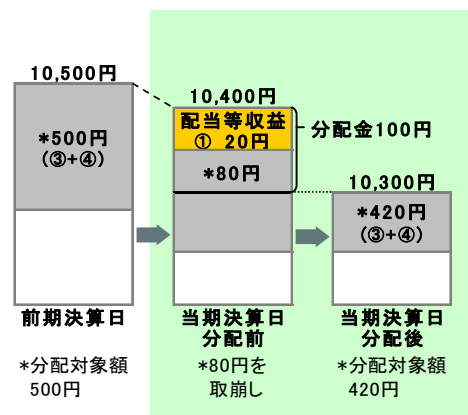 10,500円
*500円
(③+④)
前期決算日
*分配対象額
500円
10,400円
配当等収益
① 20円
*80円
分配金100円
当期決算日
分配前
*80円を
取崩し
10,300円
*420円
(③+④)
当期決算日
分配後
*分配対象額
420円